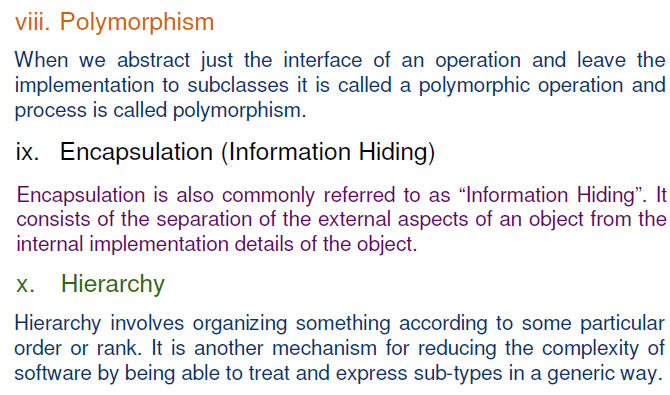 viii. Polymorphism
When we abstract just the interface of an operation and leave the
implementation to subclasses it is called a polymorphic operation and
process is called polymorphism.
ix. Encapsulation (Information Hiding)
Encapsulation is also commonly referred to as “Information Hiding”. It
consists of the separation of the external aspects of an object from the
internal implementation details of the object.
x. Hierarchy
Hierarchy involves organizing something according to some particular
order or rank. It is another mechanism for reducing the complexity of
software by being able to treat and express sub-types in a generic way.